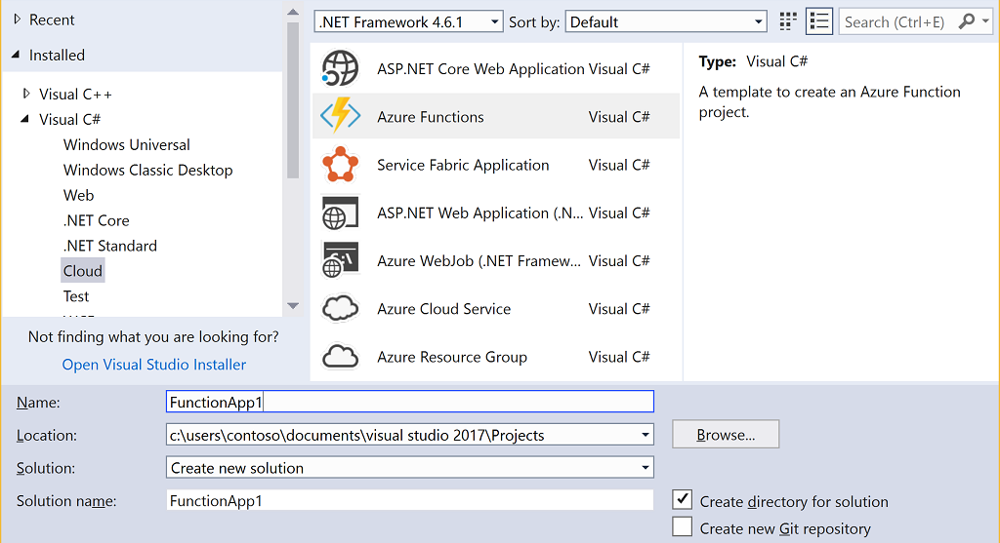 Recent
Installed
Visual C++
Visual C#
Windows Universal
Windows Classic Desktop
Web
.NET Core
.NET Standard
Cloud
Test
Not finding what you are looking for?
Open Visual Studio Installer
.NET Framework 4.6.1 Sort by: Default Search (Ctrl+E)
ASP.NET Core Web Application Visual C#
Azure Functions Visual C#
Service Fabric Application Visual C#
ASP.NET Web Application (.N... Visual C#
Azure WebJob (.NET Framew... Visual C#
Azure Cloud Service Visual C#
Azure Resource Group Visual C#
Type: Visual C#
A template to create an Azure Function
project.
Name: FunctionApp1
Location: c:\users\contoso\documents\visual studio 2017\Projects Browse...
Solution: Create new solution
Solution name: FunctionApp1
Create directory for solution
Create new Git repository